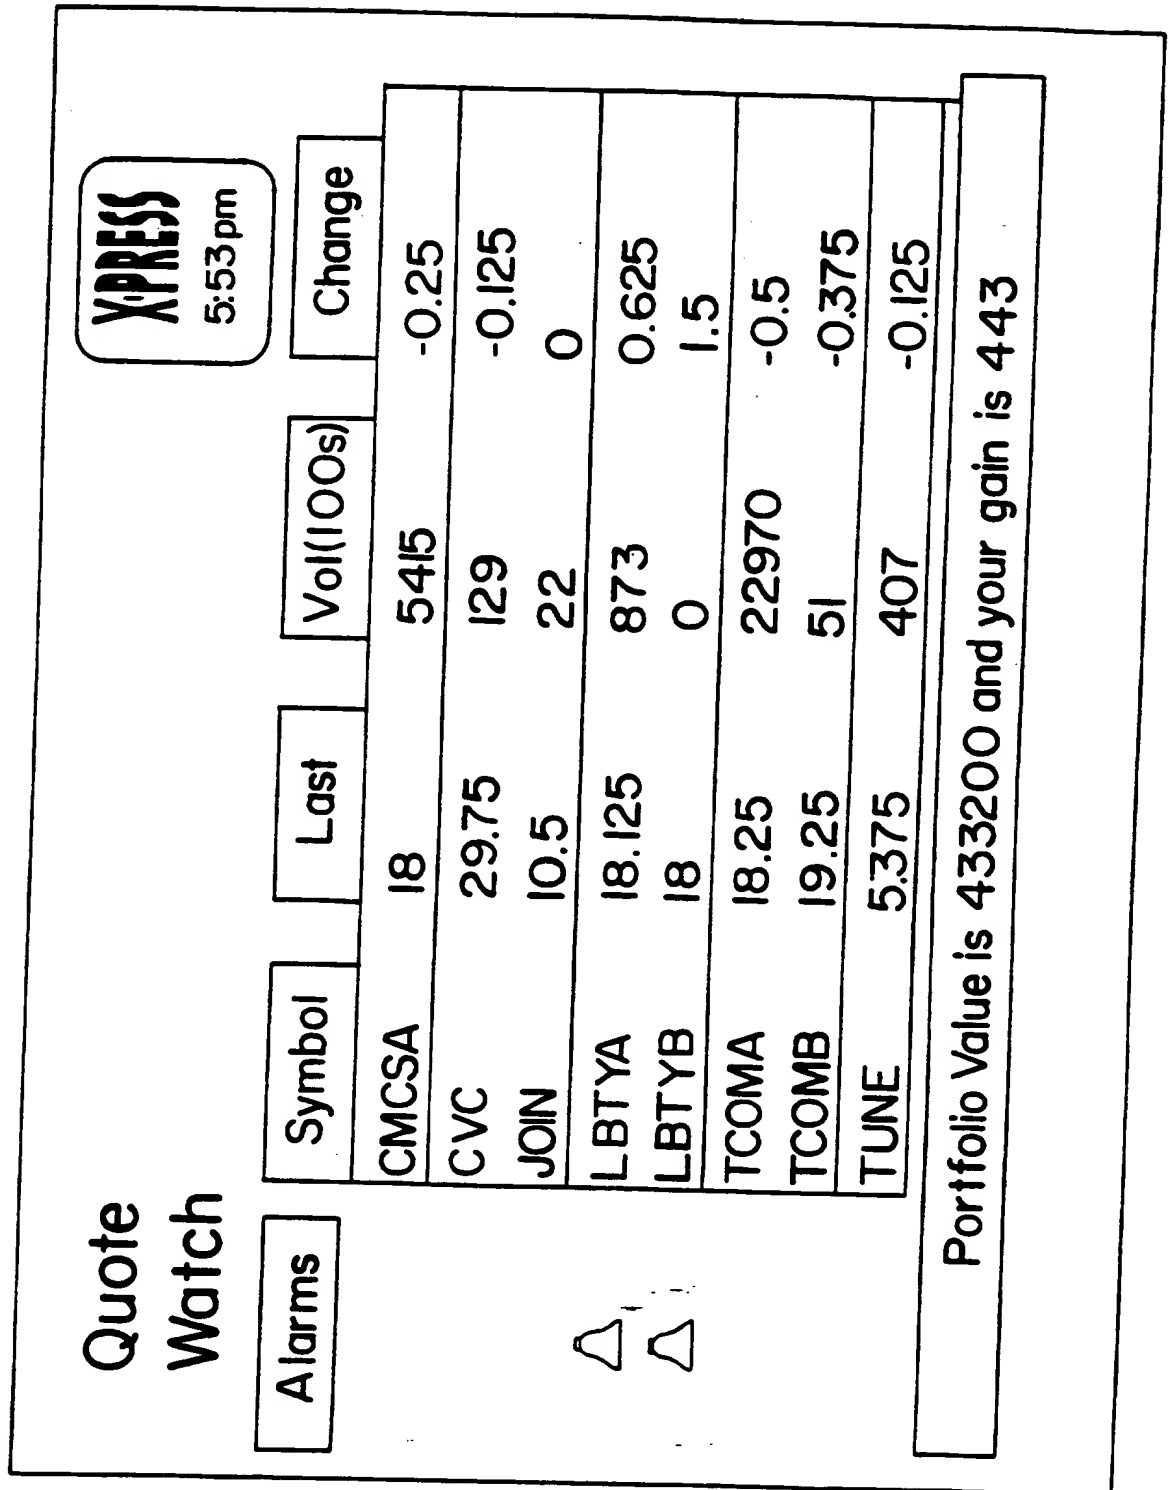 Quote
Watch
X·PRESS
5:53pm
Alarms Symbol Last Vol(100s) Change
CMCSA 18 5415 -0.25
CVC 29.75 129 -0.125
JOIN 10.5 22 0
LBTYA 18.125 873 0.625
LBTYB 18 0 1.5
TCOMA 18.25 22970 -0.5
TCOMB 19.25 51 -0.375
TUNE 5.375 407 -0.125
Portfolio Value is 433200 and your gain is 443